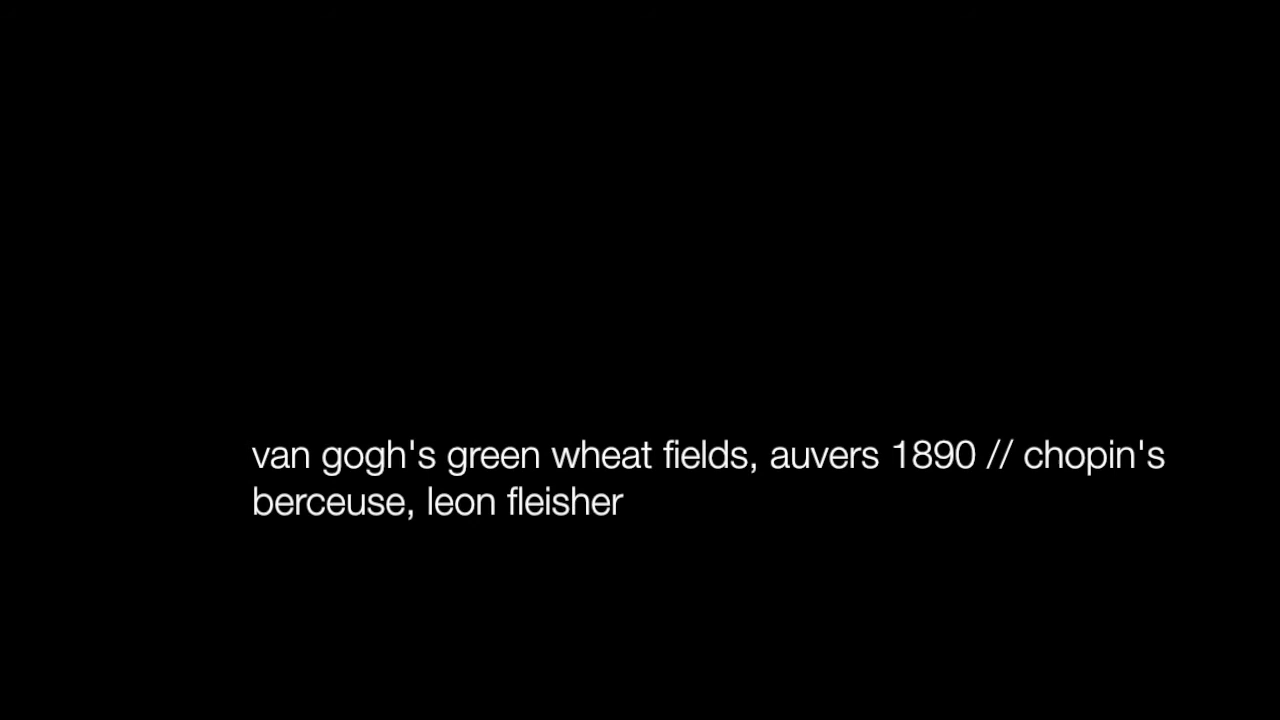 van gogh's green wheat fields, auvers 1890 // chopin's
berceuse, leon fleisher